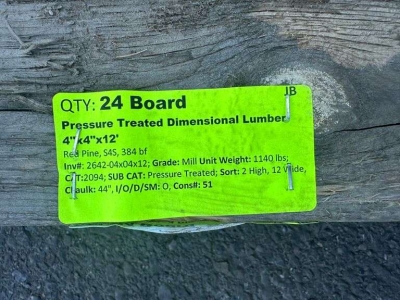 JB
QTY: 24 Board
Pressure Treated Dimensional Lumber
4"x4"x12'
Red Pine, S4S, 384 bf
Inv#: 2642-04x04x12; Grade: Mill Unit Weight: 1140 lbs;
CAT:2094; SUB CAT: Pressure Treated; Sort: 2 High, 12 Wide,
Chaulk: 44", I/O/D/SM: O, Cons#: 51